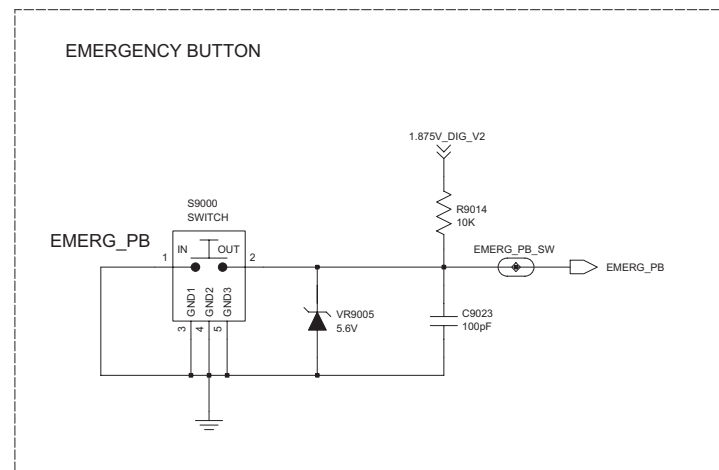 EMERGENCY BUTTON
1.875V_DIG_V2
S9000
SWITCH
R9014
10K
EMERG_PB
IN
OUT
1
2
EMERG_PB_SW
EMERG_PB
GND1
GND2
GND3
3
4
5
VR9005
5.6V
C9023
100pF